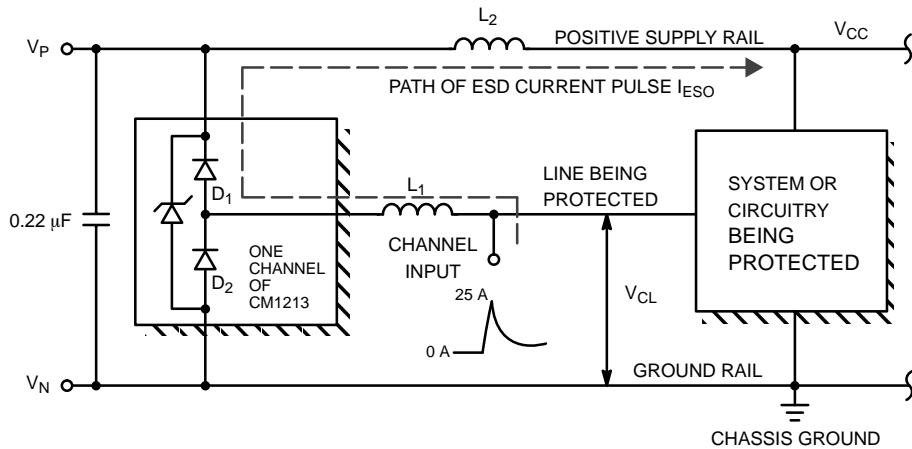 L2
VP
POSITIVE SUPPLY RAIL
VCC
PATH OF ESD CURRENT PULSE IESO
D1
L1
LINE BEING
PROTECTED
SYSTEM OR
CIRCUITRY
BEING
PROTECTED
0.22 μF
ONE
CHANNEL
OF
CM1213
D2
CHANNEL
INPUT
25 A
0 A
VCL
VN
GROUND RAIL
CHASSIS GROUND